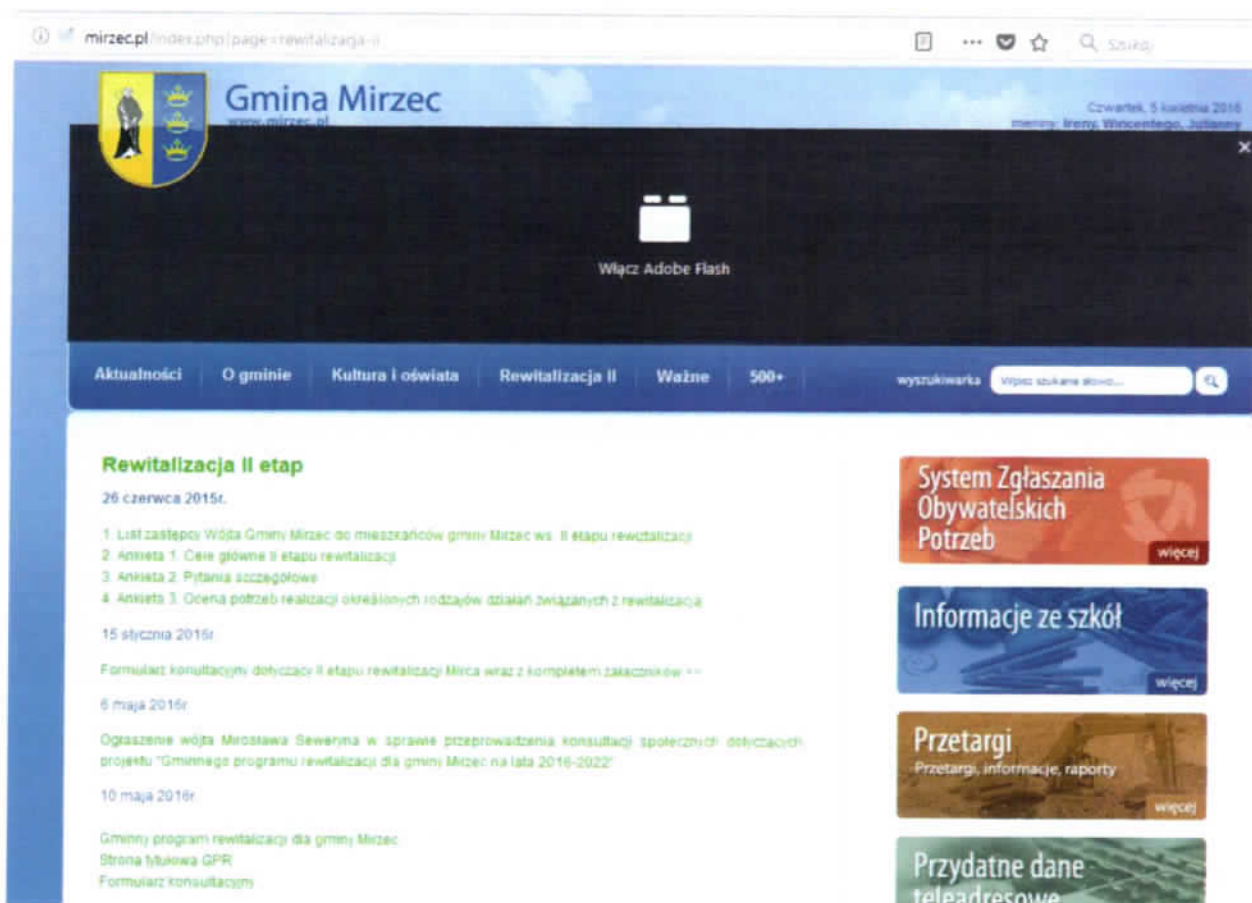 mirzec.pl/index.php|page=rewitalizacja-ii
Szukaj
Gmina Mirzec
www.mirzec.pl
Czwartek, 5 kwietnia 2018
imieniny: Ireny, Wincentego, Julianny
Włącz Adobe Flash
Aktualności
O gminie
Kultura i oświata
Rewitalizacja II
Ważne
500+
wyszukiwarka
Wpisz szukane słowo...
Rewitalizacja II etap
26 czerwca 2015r.
1. List zastępcy Wójta Gminy Mirzec do mieszkańców gminy Mirzec ws. II etapu rewitalizacji
2. Ankieta 1. Cele główne II etapu rewitalizacji
3. Ankieta 2. Pytania szczegółowe
4. Ankieta 3. Ocena potrzeb realizacji określonych rodzajów działań związanych z rewitalizacją
15 stycznia 2016r.
Formularz konsultacyjny dotyczący II etapu rewitalizacji Mirca wraz z kompletem załączników >>
6 maja 2016r.
Ogłoszenie wójta Mirosława Seweryna w sprawie przeprowadzenia konsultacji społecznych dotyczących
projektu "Gminnego programu rewitalizacji dla gminy Mirzec na lata 2016-2022"
10 maja 2016r.
Gminny program rewitalizacji dla gminy Mirzec
Strona tytułowa GPR
Formularz konsultacyjny
System Zgłaszania
Obywatelskich
Potrzeb
więcej
Informacje ze szkół
więcej
Przetargi
Przetargi, informacje, raporty
więcej
Przydatne dane
teleadresowe